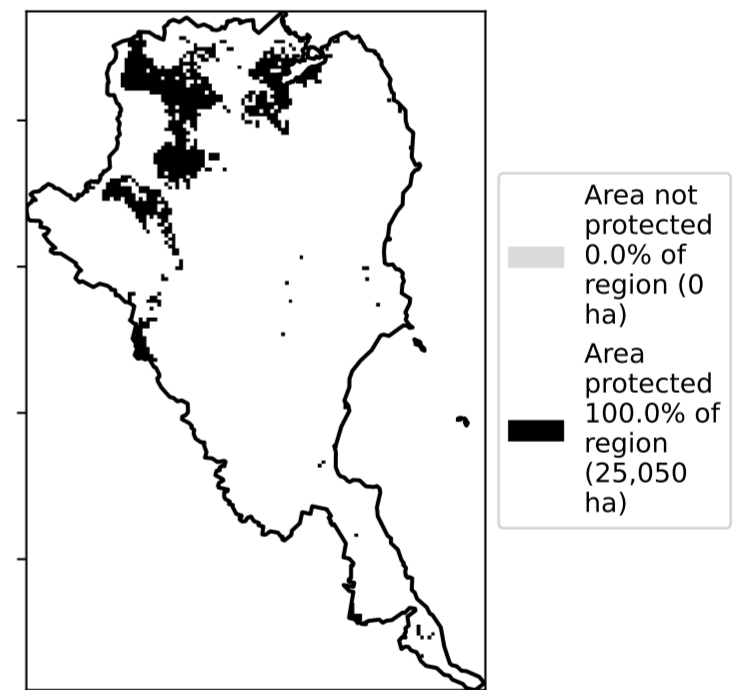 Area not
protected
0.0% of
region (0
ha)
Area
protected
100.0% of
region
(25,050
ha)